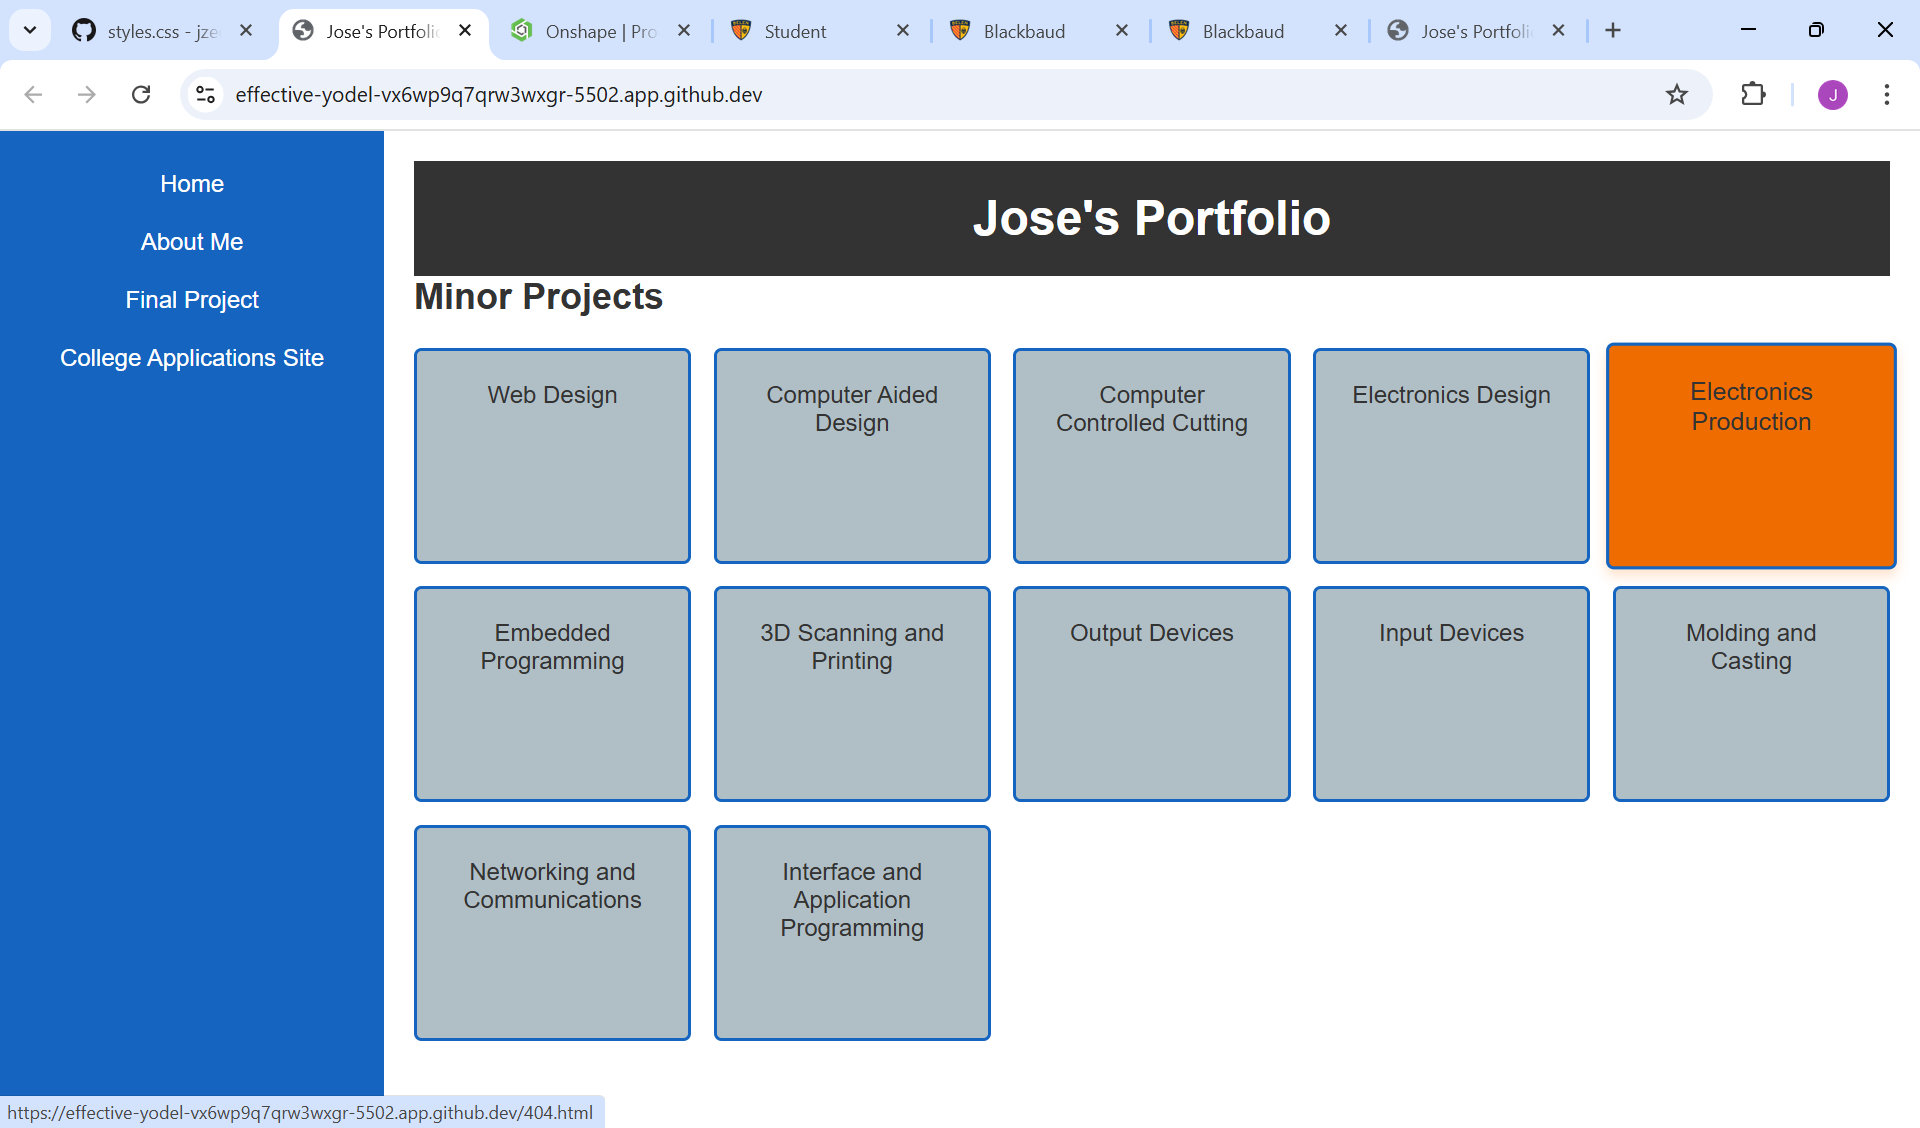 styles.css - jze
Jose's Portfoli
Onshape | Pro
Student
Blackbaud
Blackbaud
Jose's Portfoli
effective-yodel-vx6wp9q7qrw3wxgr-5502.app.github.dev
J
Home
About Me
Final Project
College Applications Site
Jose's Portfolio
Minor Projects
Web Design
Computer Aided
Design
Computer
Controlled Cutting
Electronics Design
Electronics
Production
Embedded
Programming
3D Scanning and
Printing
Output Devices
Input Devices
Molding and
Casting
Networking and
Communications
Interface and
Application
Programming
https://effective-yodel-vx6wp9q7qrw3wxgr-5502.app.github.dev/404.html